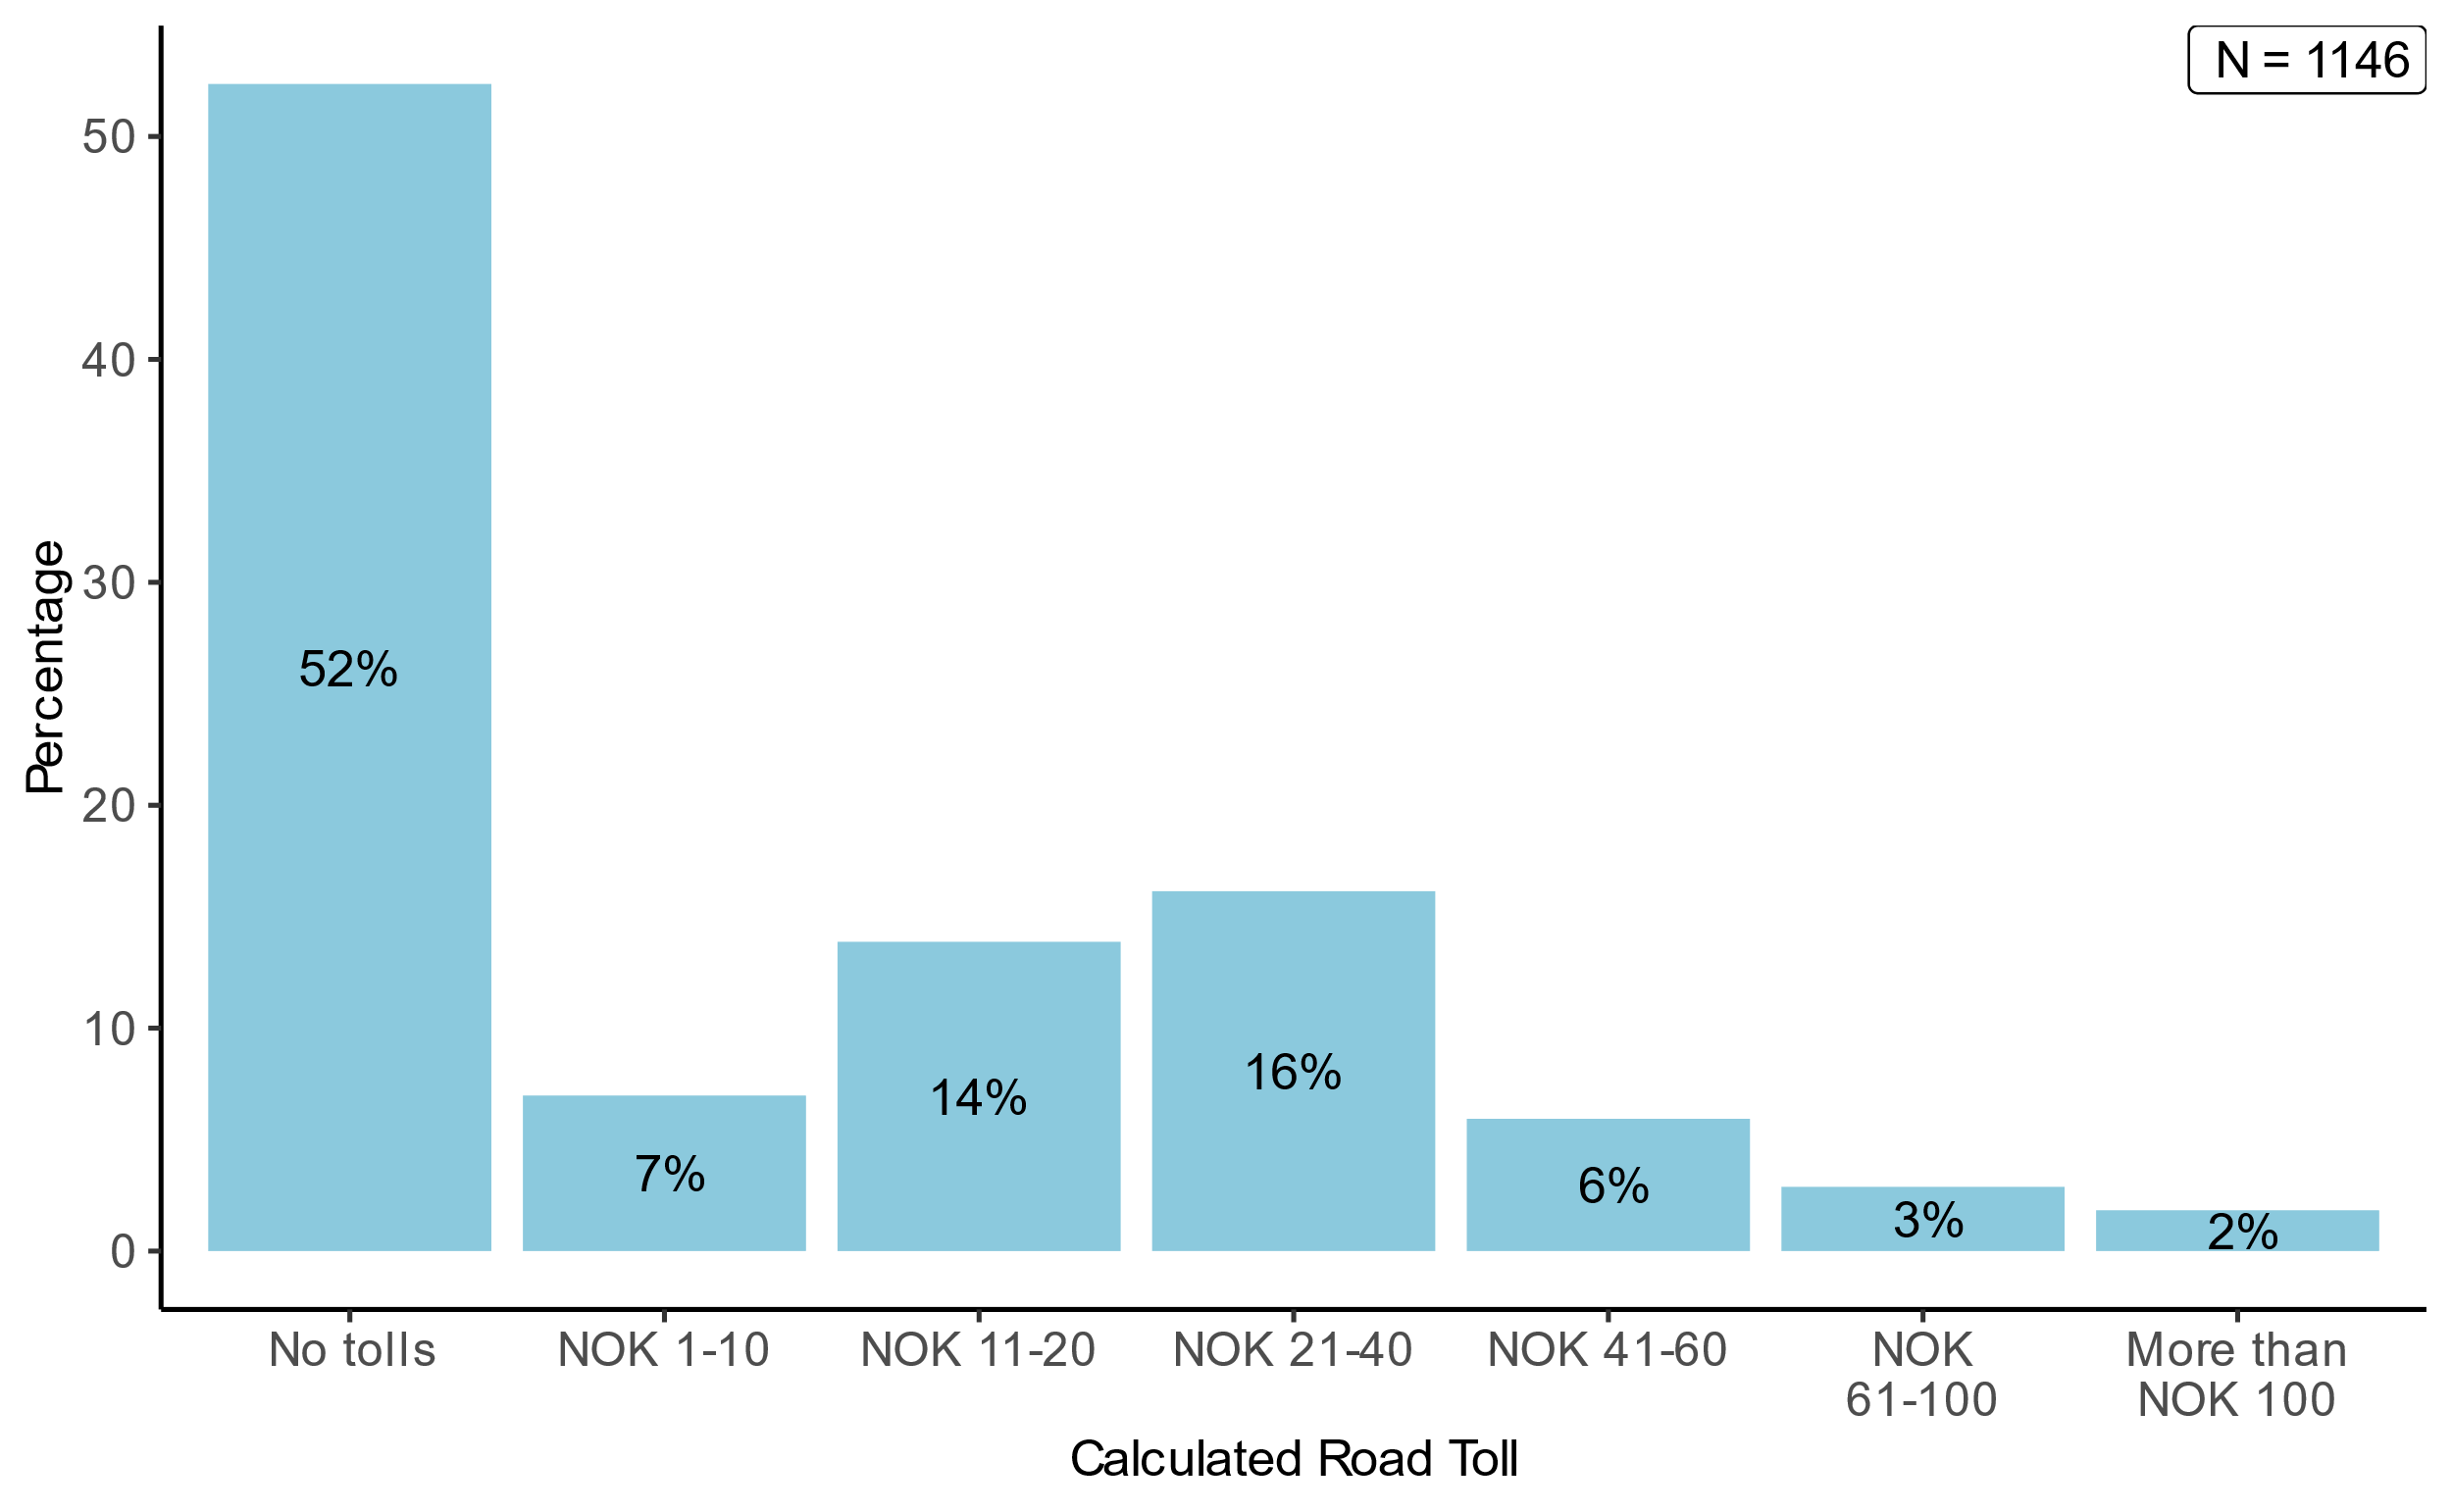 N = 1146
Percentage
50
40
30
20
10
0
52%
7%
14%
16%
6%
3%
2%
No tolls
NOK 1-10
NOK 11-20
NOK 21-40
NOK 41-60
NOK
61-100
More than
NOK 100
Calculated Road Toll